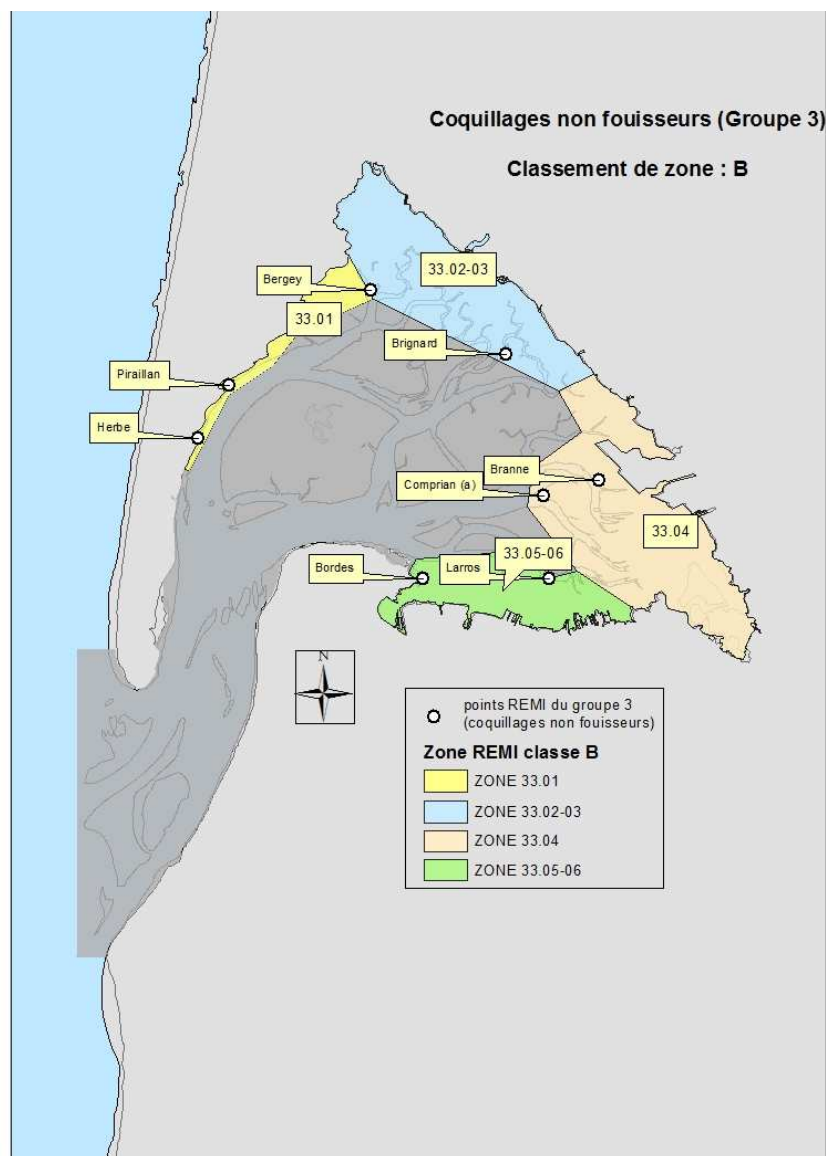 Coquillages non fouisseurs (Groupe 3)
Classement de zone : B
33.02-03
Bergey
33.01
Brignard
Piraillan
Herbe
Branne
Comprian (a)
33.04
33.05-06
Bordes
Larros
N
points REMI du groupe 3
(coquillages non fouisseurs)
Zone REMI classe B
ZONE 33.01
ZONE 33.02-03
ZONE 33.04
ZONE 33.05-06